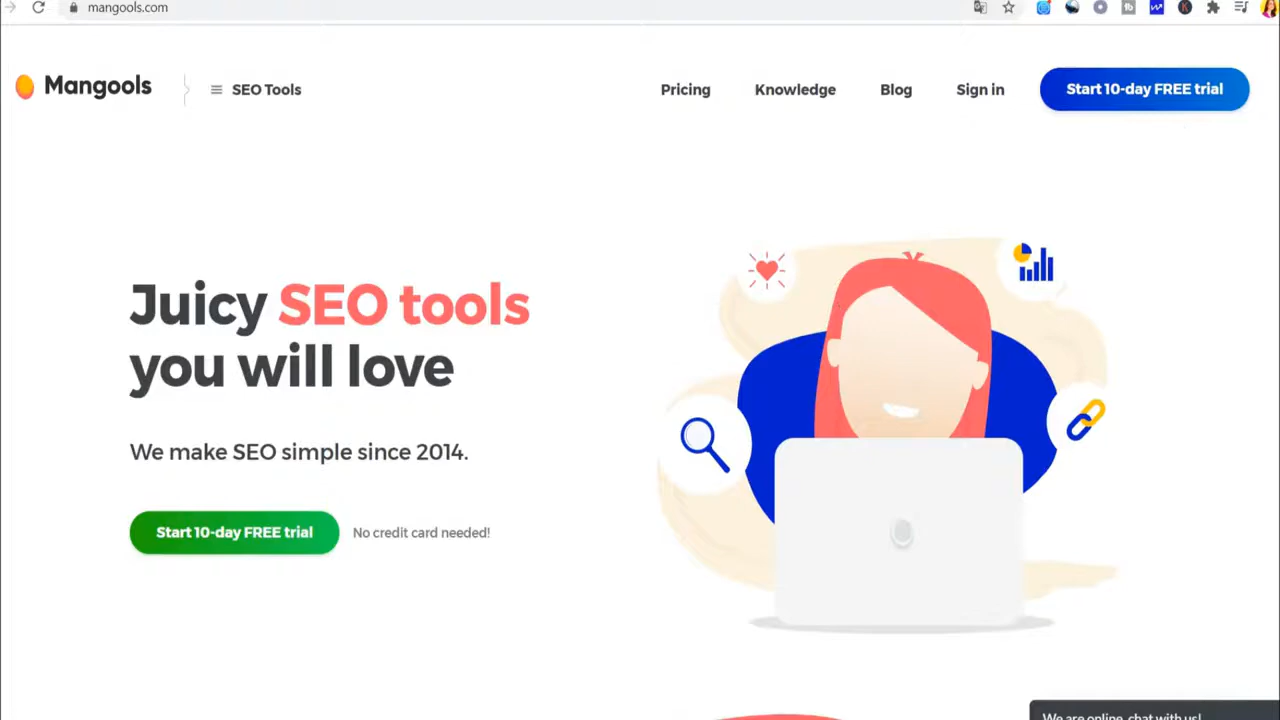 mangools.com
Mangools
SEO Tools
Pricing
Knowledge
Blog
Sign in
Start 10-day FREE trial
Juicy SEO tools
you will love
We make SEO simple since 2014.
Start 10-day FREE trial
No credit card needed!
We are online, chat with us!